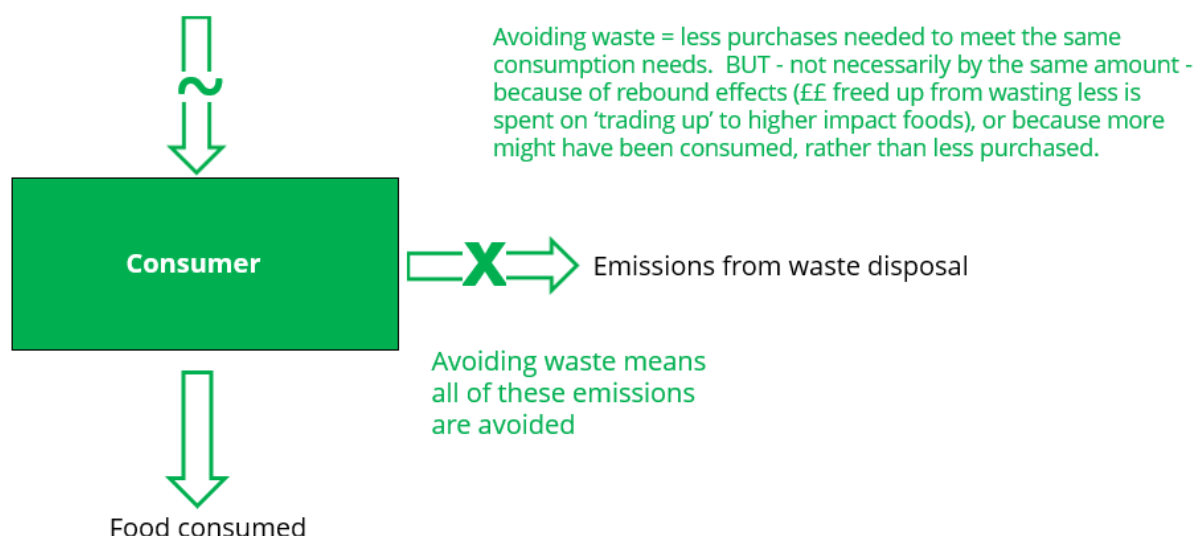 Avoiding waste = less purchases needed to meet the same
consumption needs.  BUT - not necessarily by the same amount -
because of rebound effects (££ freed up from wasting less is
spent on ‘trading up’ to higher impact foods), or because more
might have been consumed, rather than less purchased.
~
Consumer
X
Emissions from waste disposal
Avoiding waste means
all of these emissions
are avoided
Food consumed